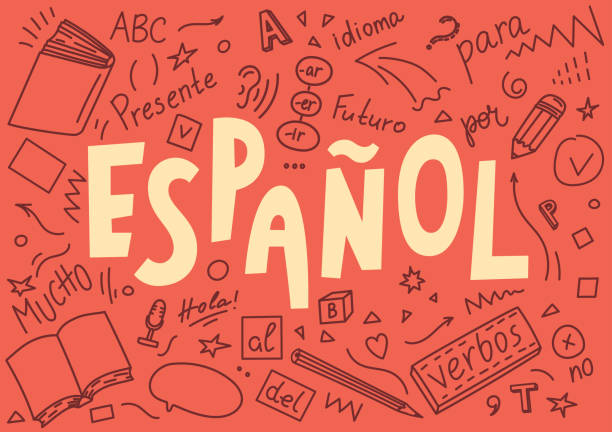 ABC
A
idioma
?
para
Presente
-ar
-er
-ir
Futuro
por
ESPAÑOL
P
MUCHO
Hola!
B
al
del
verbos
, T
no